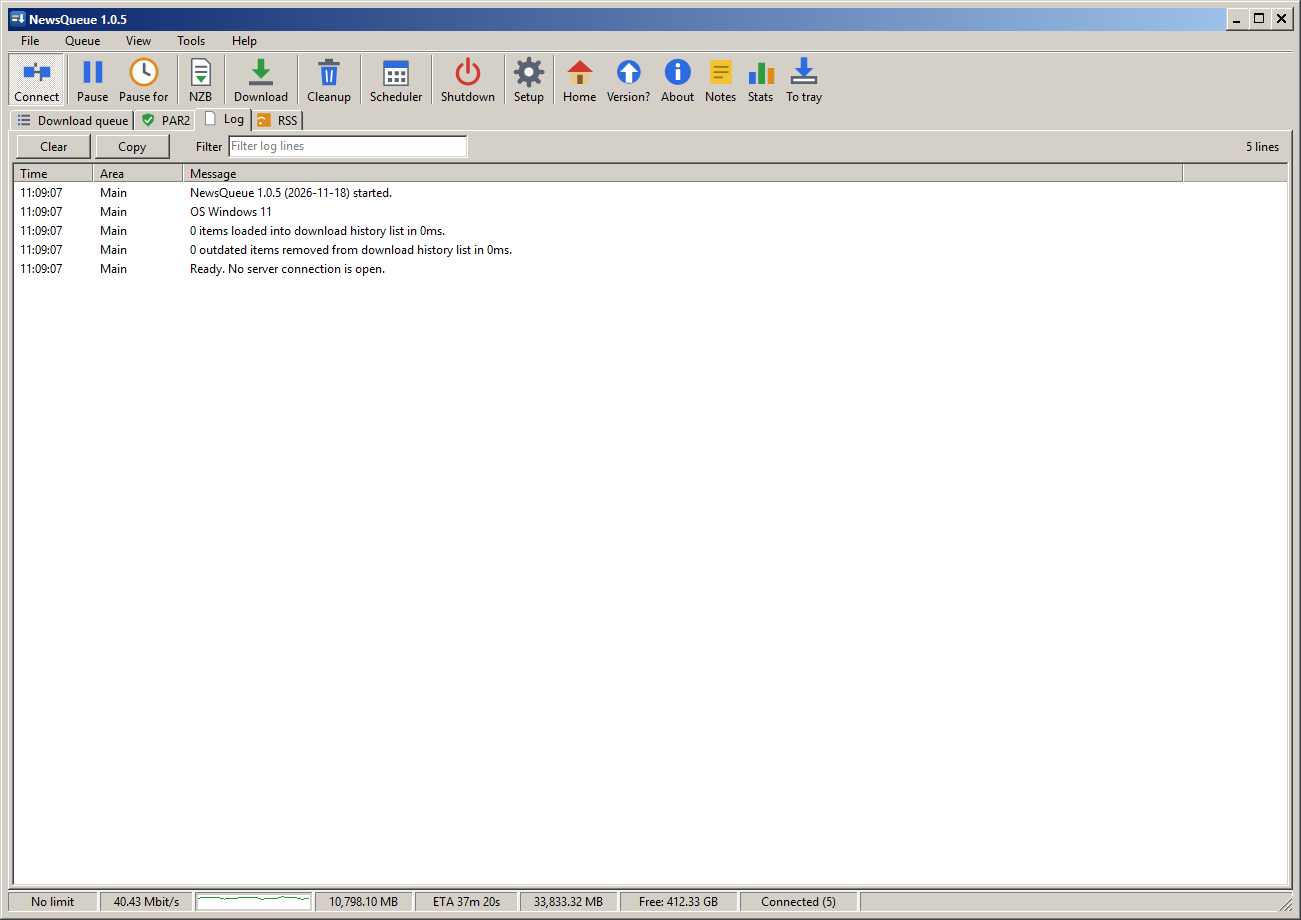 NewsQueue 1.0.5
File Queue View Tools Help
Connect Pause Pause for NZB Download Cleanup Scheduler Shutdown Setup Home Version? About Notes Stats To tray
Download queue PAR2 Log RSS
Clear Copy Filter Filter log lines 5 lines
Time Area Message
11:09:07 Main NewsQueue 1.0.5 (2026-11-18) started.
11:09:07 Main OS Windows 11
11:09:07 Main 0 items loaded into download history list in 0ms.
11:09:07 Main 0 outdated items removed from download history list in 0ms.
11:09:07 Main Ready. No server connection is open.
No limit 40.43 Mbit/s 10,798.10 MB ETA 37m 20s 33,833.32 MB Free: 412.33 GB Connected (5)